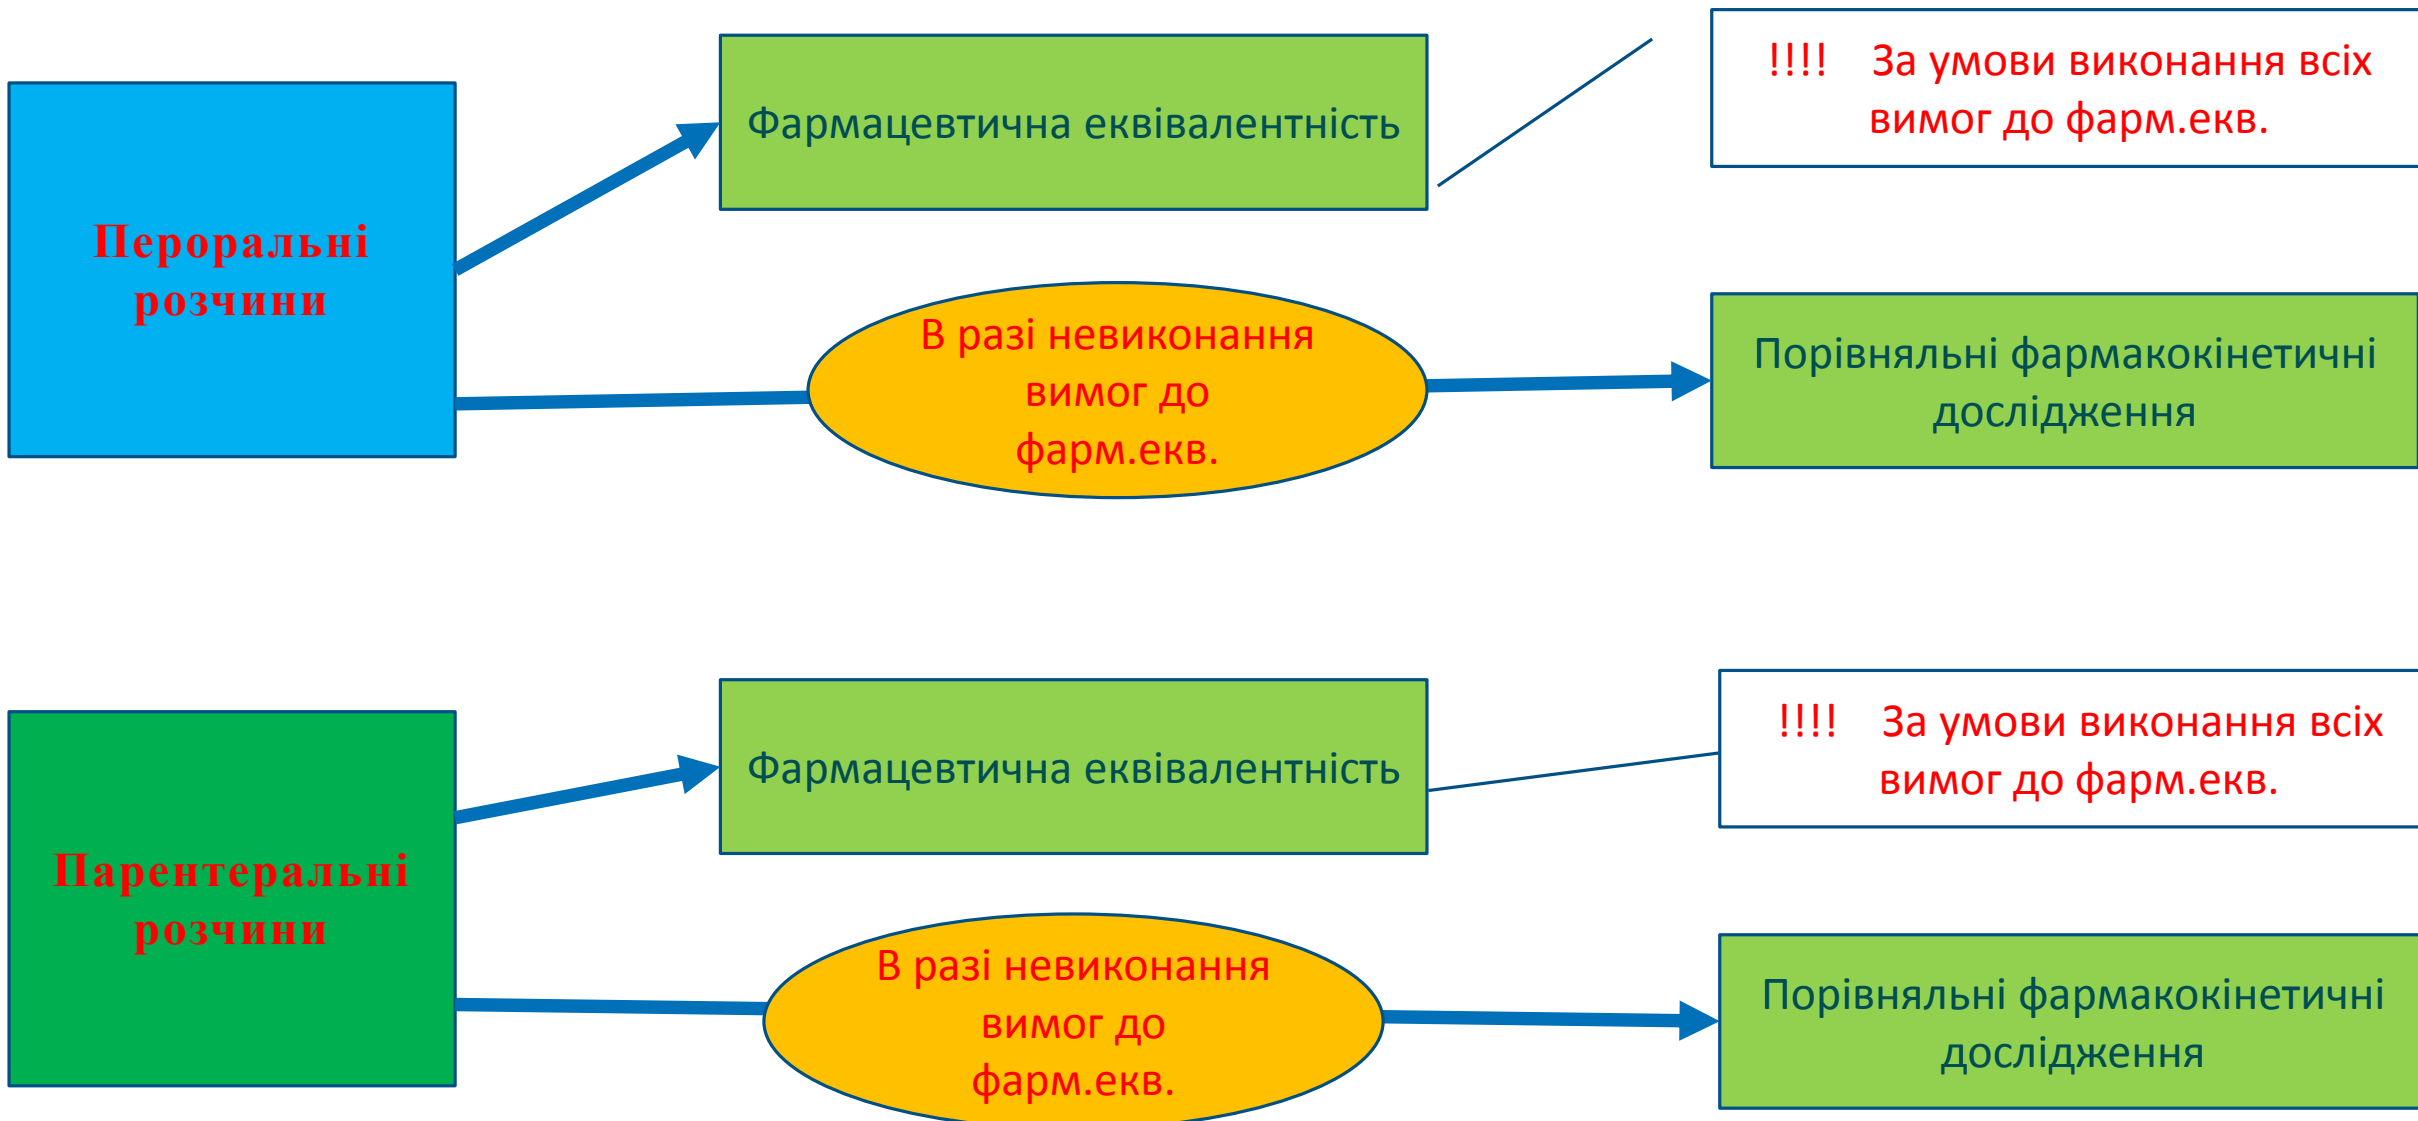 Пероральні
розчини
Фармацевтична еквівалентність
!!!! За умови виконання всіх
вимог до фарм.екв.
В разі невиконання
вимог до
фарм.екв.
Порівняльні фармакокінетичні
дослідження
Парентеральні
розчини
Фармацевтична еквівалентність
!!!! За умови виконання всіх
вимог до фарм.екв.
В разі невиконання
вимог до
фарм.екв.
Порівняльні фармакокінетичні
дослідження